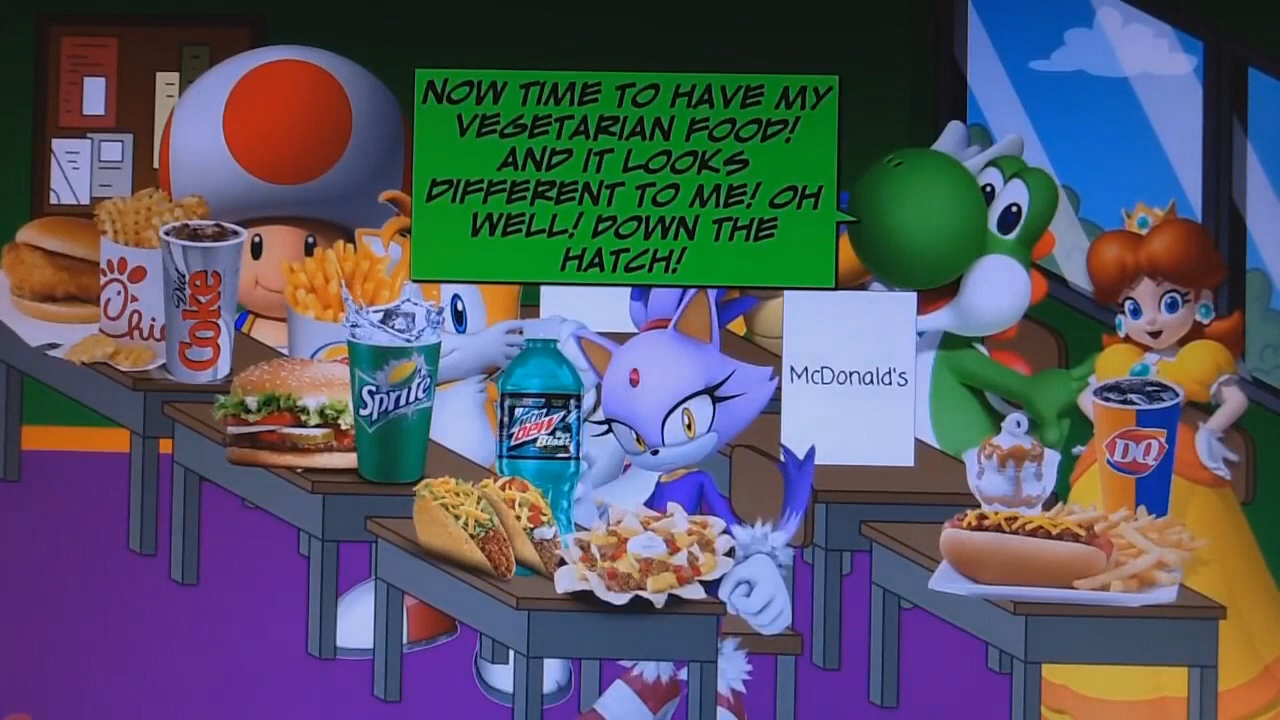 NOW TIME TO HAVE MY
VEGETARIAN FOOD!
AND IT LOOKS
DIFFERENT TO ME! OH
WELL! DOWN THE
HATCH!
McDonald's
Chi
Diet
Coke
Sprite
DEW
DQ